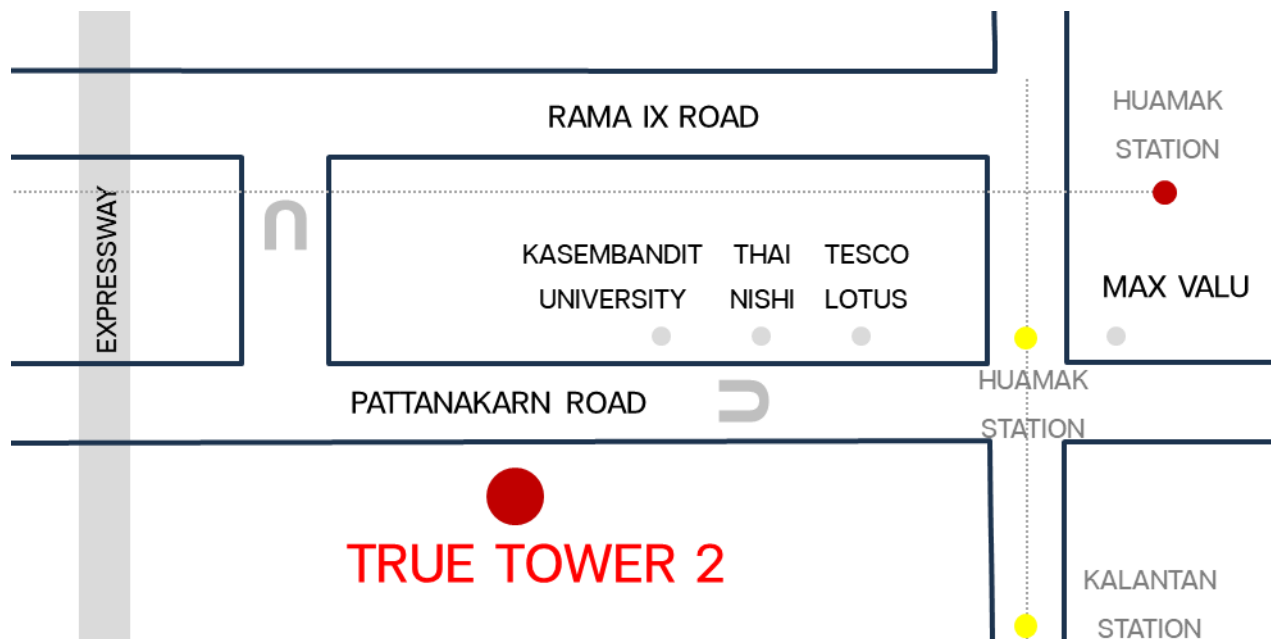 RAMA IX ROAD
HUAMAK
STATION
EXPRESSWAY
KASEMBANDIT
UNIVERSITY
THAI
NISHI
TESCO
LOTUS
MAX VALU
HUAMAK
STATION
PATTANAKARN ROAD
TRUE TOWER 2
KALANTAN
STATION